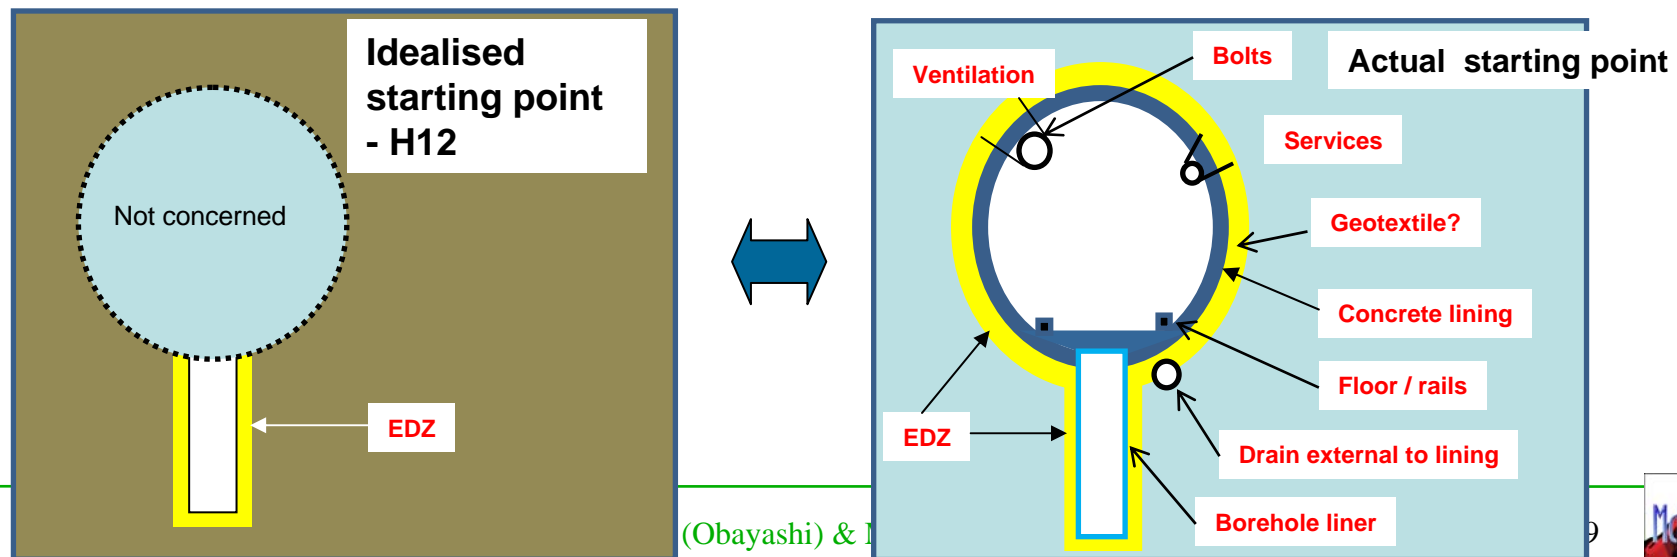 Idealised
starting point
- H12
Not concerned
EDZ
Actual starting point
Ventilation
Bolts
Services
Geotextile?
Concrete lining
Floor / rails
EDZ
Drain external to lining
Borehole liner
(Obayashi) &
9